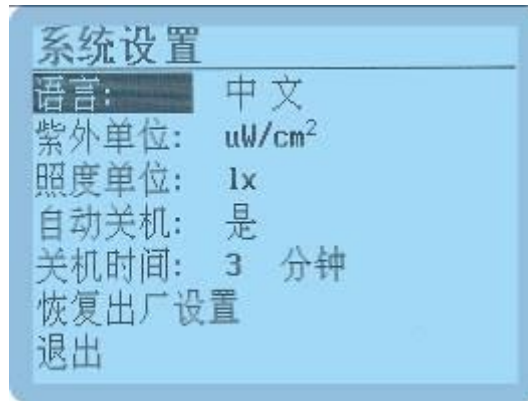 系统设置
语言: 中文
紫外单位: uW/cm²
照度单位: lx
自动关机: 是
关机时间: 3 分钟
恢复出厂设置
退出